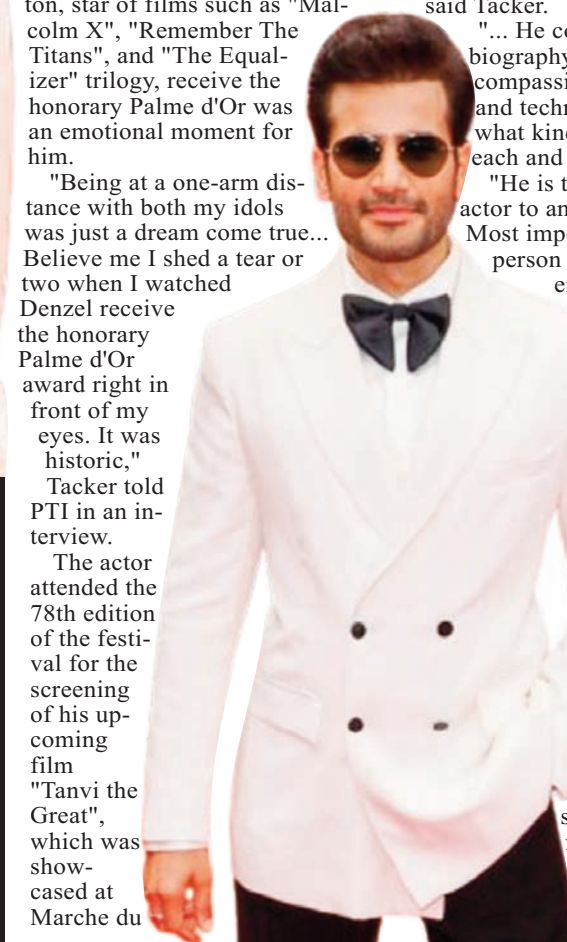 ton, star of films such as "Mal-
colm X", "Remember The
Titans", and "The Equal-
izer" trilogy, receive the
honorary Palme d'Or was
an emotional moment for
him.
"Being at a one-arm dis-
tance with both my idols
was just a dream come true...
Believe me I shed a tear or
two when I watched
Denzel receive
the honorary
Palme d'Or
award right in
front of my
eyes. It was
historic,"
Tacker told
PTI in an in-
terview.
The actor
attended the
78th edition
of the festi-
val for the
screening
of his up-
coming
film
"Tanvi the
Great",
which was
show-
cased at
Marche du
said Tacker.
"... He
biography
and
what
each and
"He is
actor to
Most
person